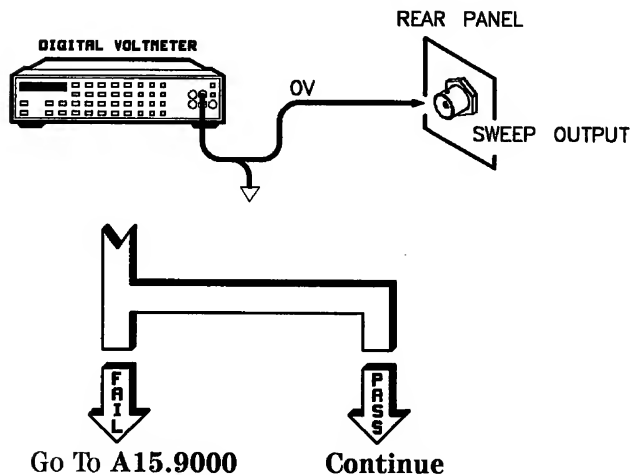 REAR PANEL
DIGITAL VOLTMETER
0V
SWEEP OUTPUT
FAIL
PASS
Go To A15.9000
Continue